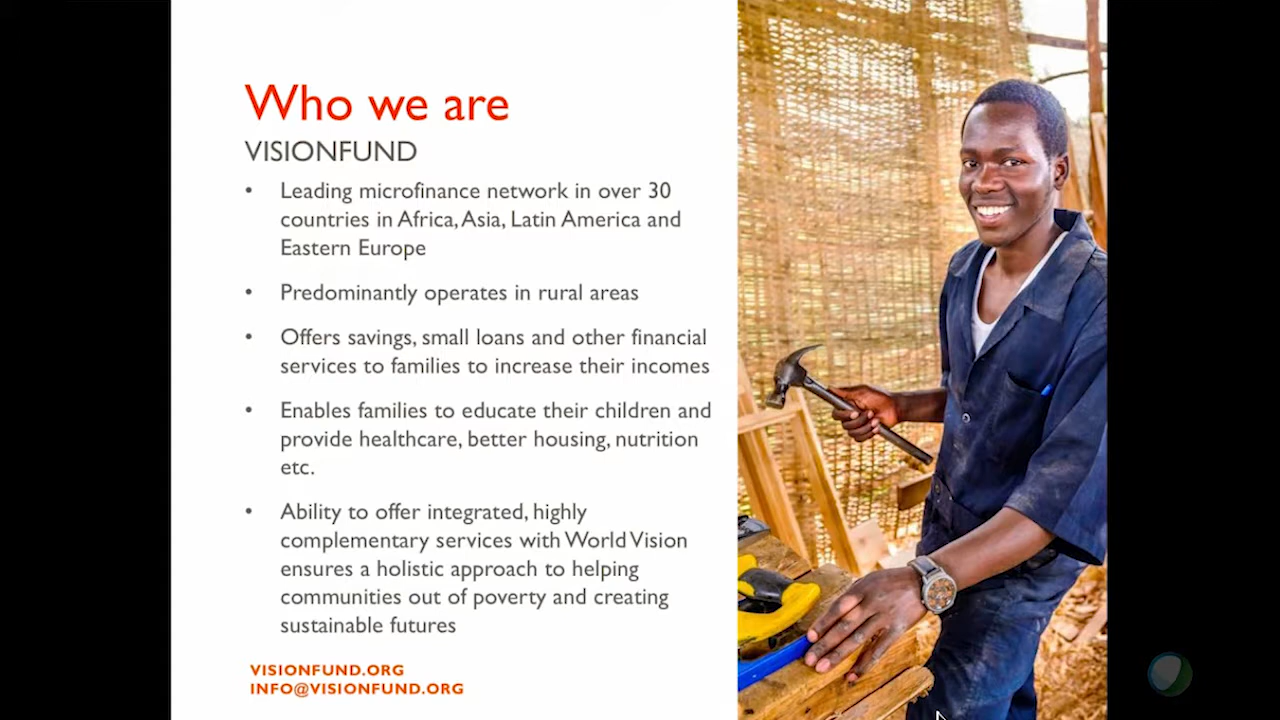 Who we are
VISIONFUND
• Leading microfinance network in over 30
countries in Africa, Asia, Latin America and
Eastern Europe
• Predominantly operates in rural areas
• Offers savings, small loans and other financial
services to families to increase their incomes
• Enables families to educate their children and
provide healthcare, better housing, nutrition
etc.
• Ability to offer integrated, highly
complementary services with World Vision
ensures a holistic approach to helping
communities out of poverty and creating
sustainable futures
VISIONFUND.ORG
INFO@VISIONFUND.ORG